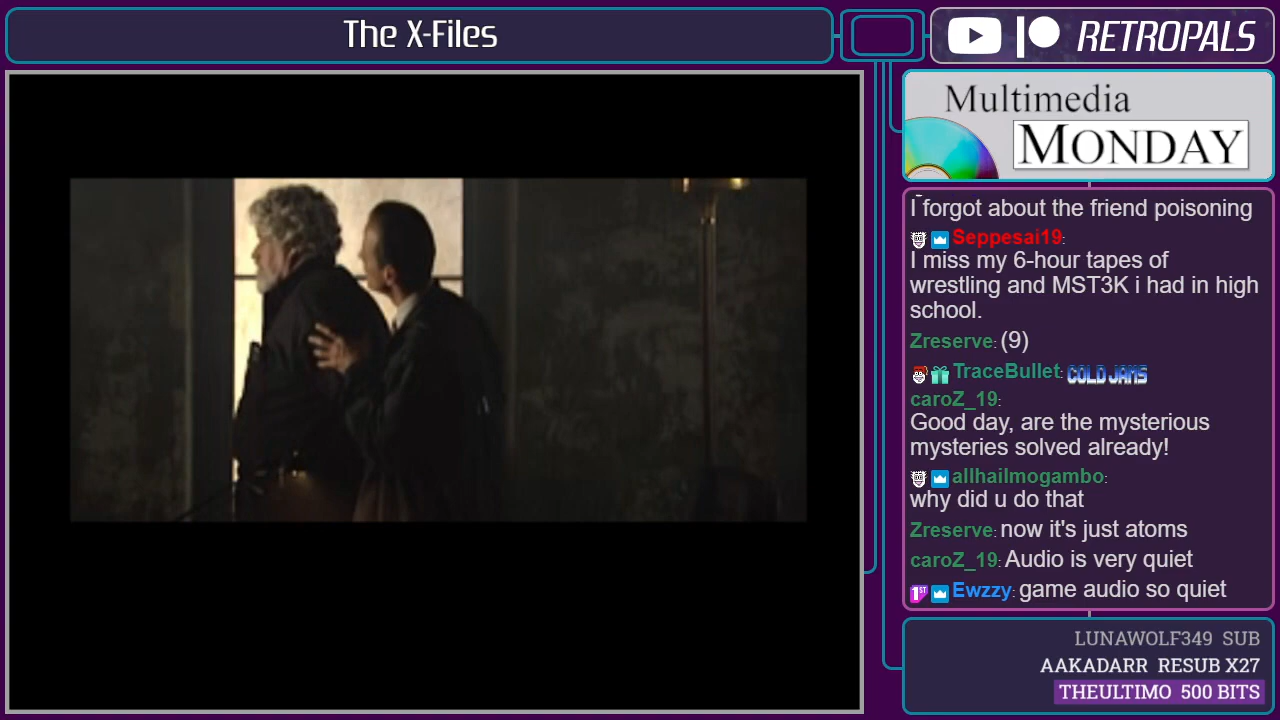 The X-Files
RETROPALS
Multimedia
MONDAY
I forgot about the friend poisoning
Seppesai19:
I miss my 6-hour tapes of
wrestling and MST3K i had in high
school.
Zreserve: (9)
TraceBullet: COLD JAMS
caroZ_19:
Good day, are the mysterious
mysteries solved already!
allhailmogambo:
why did u do that
Zreserve: now it's just atoms
caroZ_19: Audio is very quiet
1ST Ewzzy: game audio so quiet
LUNAWOLF349 SUB
AAKADARR RESUB X27
THEULTIMO 500 BITS